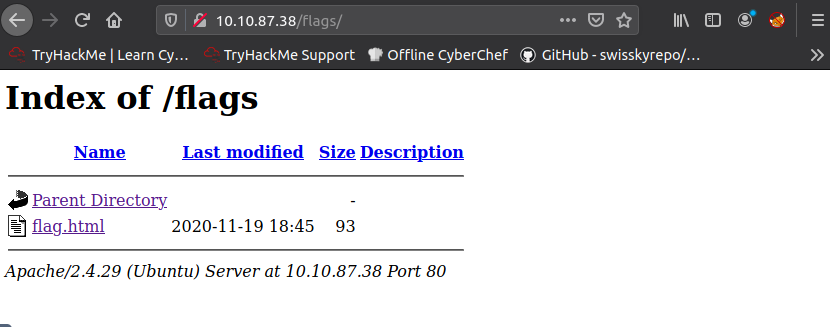 10.10.87.38/flags/
TryHackMe | Learn Cy… TryHackMe Support Offline CyberChef GitHub - swisskyrepo/…
Index of /flags
Name Last modified Size Description
Parent Directory -
flag.html 2020-11-19 18:45 93
Apache/2.4.29 (Ubuntu) Server at 10.10.87.38 Port 80